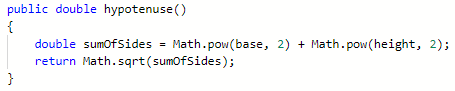 public double hypotenuse()
{
    double sumOfSides = Math.pow(base, 2) + Math.pow(height, 2);
    return Math.sqrt(sumOfSides);
}